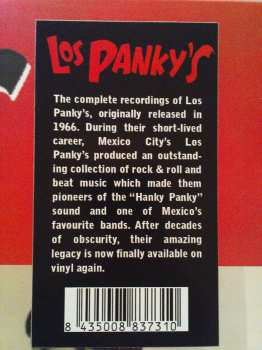 Los PANKY'S
The complete recordings of Los
Panky's, originally released in
1966. During their short-lived
career, Mexico City's Los
Panky's produced an outstand-
ing collection of rock & roll and
beat music which made them
pioneers of the "Hanky Panky"
sound and one of Mexico's
favourite bands. After decades
of obscurity, their amazing
legacy is now finally available on
vinyl again.
8 435008 837310